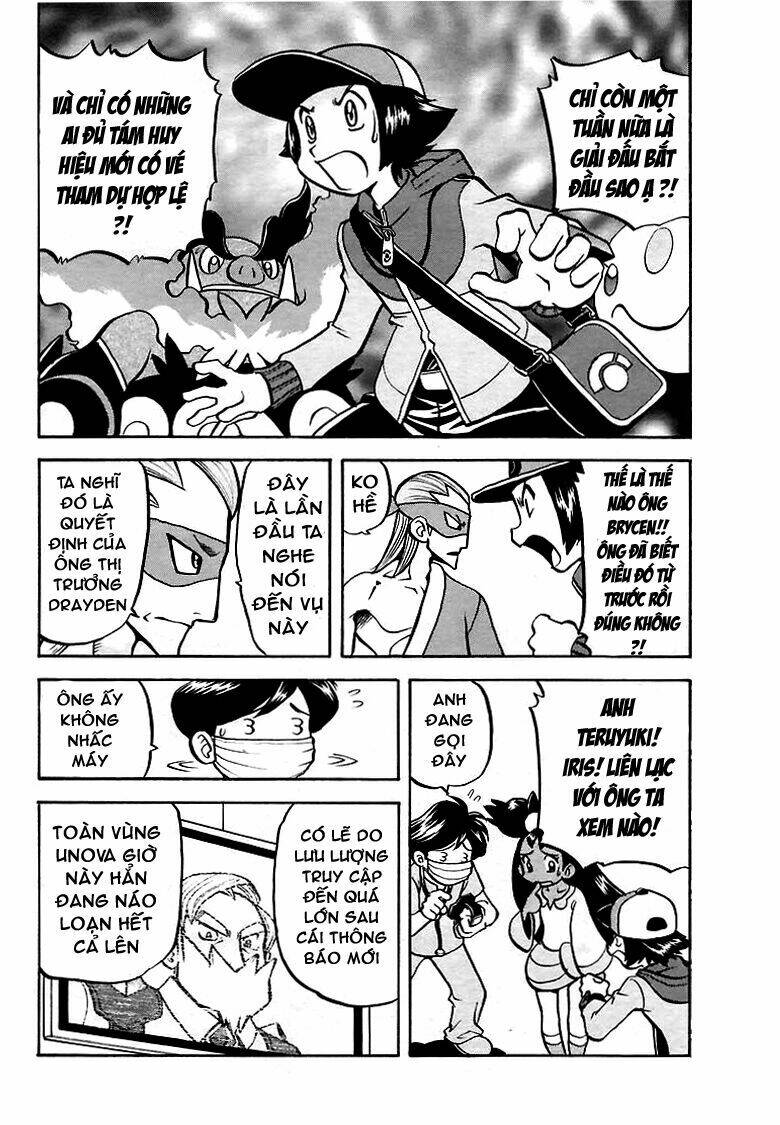 CHỈ CÒN MỘT
TUẦN NỮA LÀ
GIẢI ĐẤU BẮT
ĐẦU SAO Ạ ?!
VÀ CHỈ CÓ NHỮNG
AI ĐỦ TÁM HUY
HIỆU MỚI CÓ VÉ
THAM DỰ HỢP LỆ
?!
THẾ LÀ THẾ
NÀO ÔNG
BRYCEN!!
ÔNG ĐÃ BIẾT
ĐIỀU ĐÓ TỪ
TRƯỚC RỒI
ĐÚNG KHÔNG
?!
KO
HỀ
ĐÂY
LÀ LẦN
ĐẦU TA
NGHE
NÓI
ĐẾN VỤ
NÀY
TA NGHĨ
ĐÓ LÀ
QUYẾT
ĐỊNH CỦA
ÔNG THỊ
TRƯỞNG
DRAYDEN
ANH
TERUYUKI!
IRIS! LIÊN LẠC
VỚI ÔNG TA
XEM NÀO!
ANH
ĐANG
GỌI
ĐÂY
ÔNG ẤY
KHÔNG
NHẤC
MÁY
CÓ LẼ DO
LƯU LƯỢNG
TRUY CẬP
ĐẾN QUÁ
LỚN SAU
CÁI THÔNG
BÁO MỚI
TOÀN VÙNG
UNOVA GIỜ
NÀY HẲN
ĐANG NÁO
LOẠN HẾT
CẢ LÊN